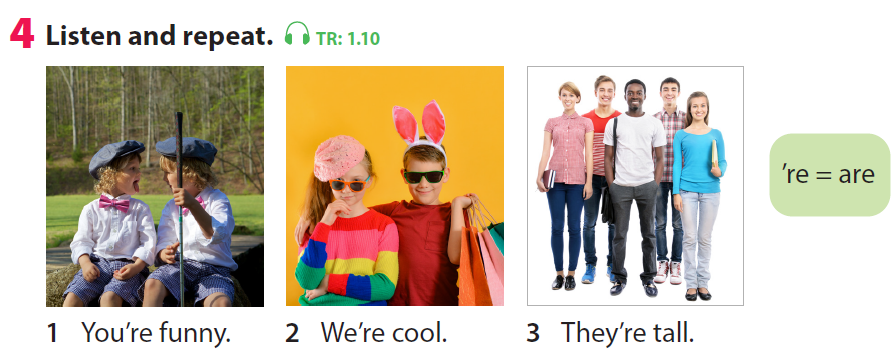 4 Listen and repeat. TR: 1.10
’re = are
1 You’re funny.
2 We’re cool.
3 They’re tall.